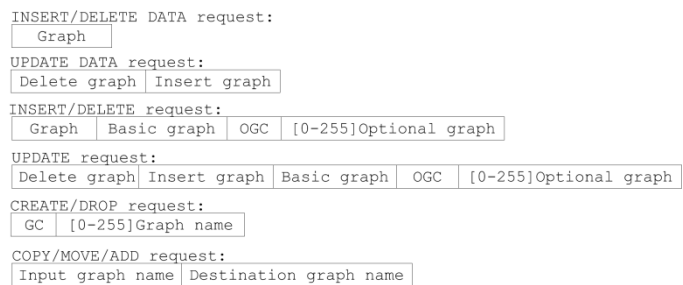 INSERT/DELETE DATA request:
Graph
UPDATE DATA request:
Delete graph Insert graph
INSERT/DELETE request:
Graph Basic graph OGC [0-255]Optional graph
UPDATE request:
Delete graph Insert graph Basic graph OGC [0-255]Optional graph
CREATE/DROP request:
GC [0-255]Graph name
COPY/MOVE/ADD request:
Input graph name Destination graph name